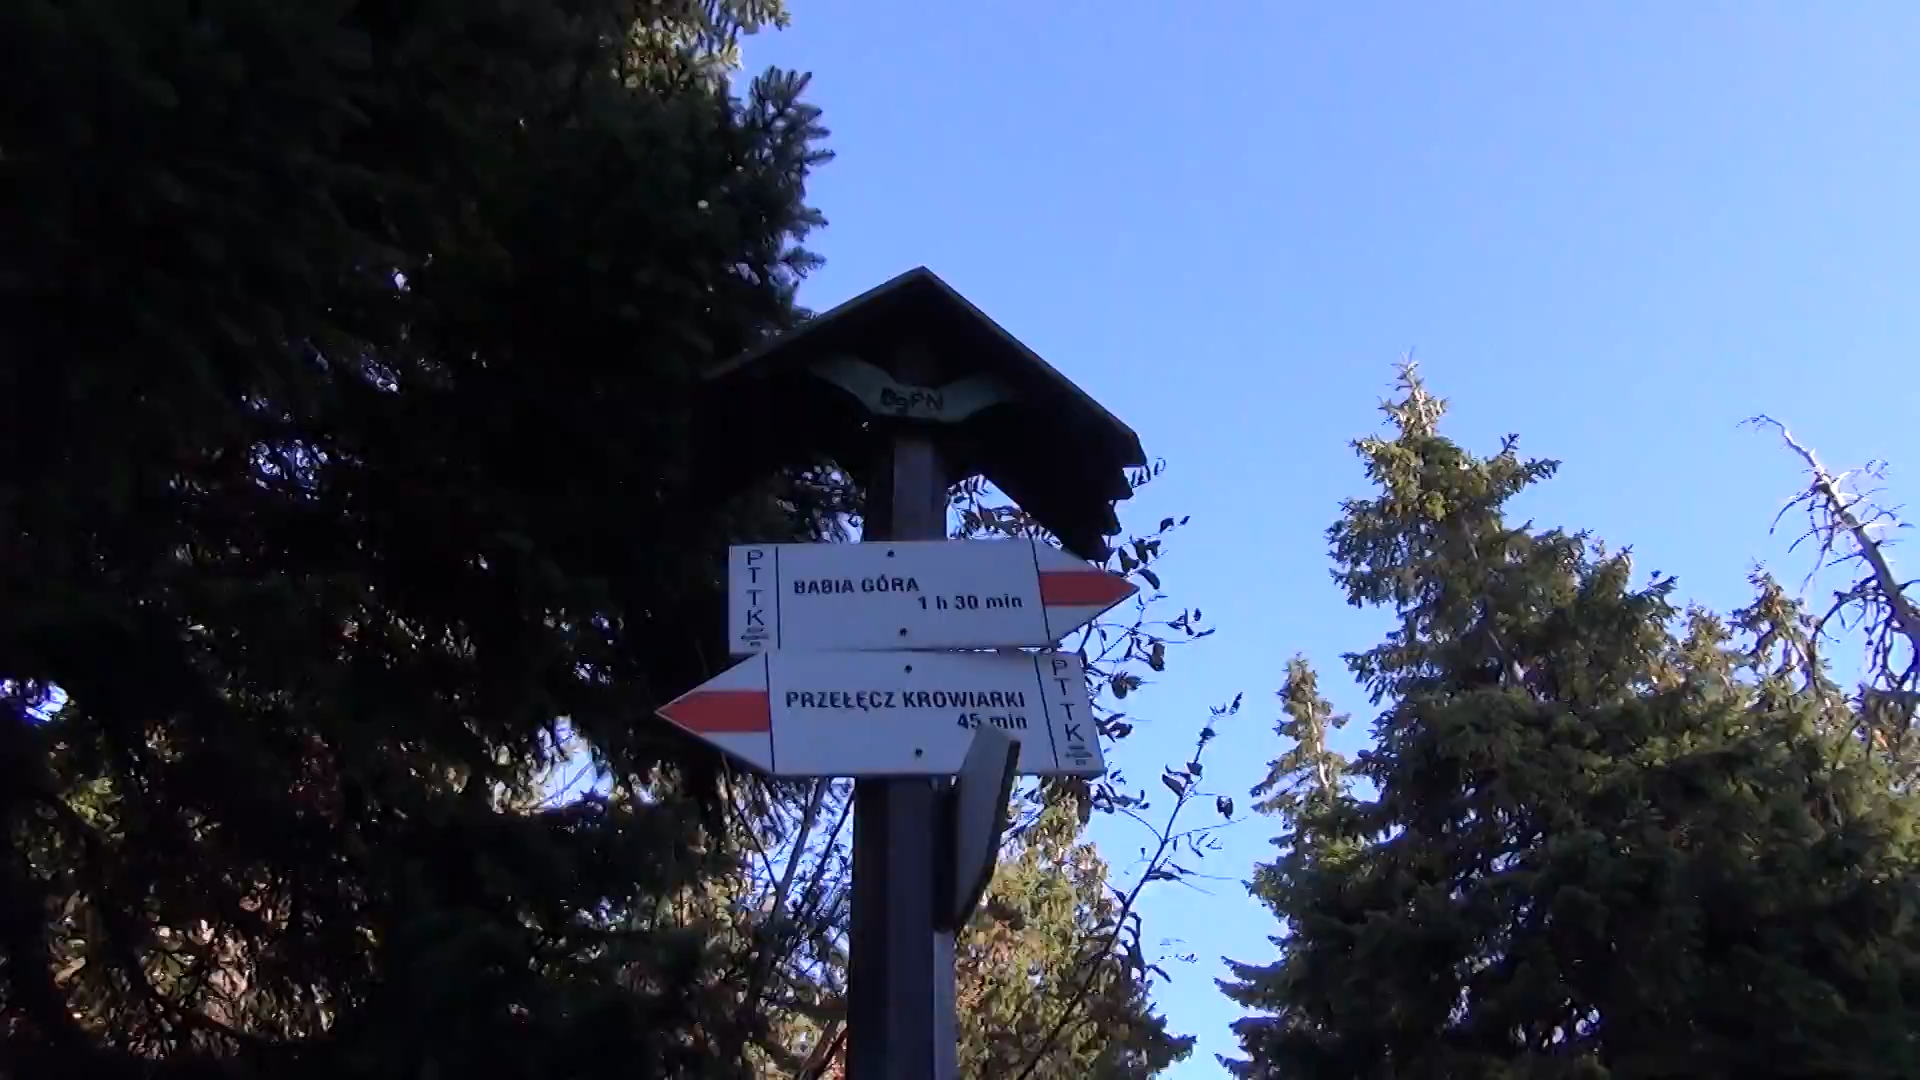 BgPN
PTTK
BABIA GÓRA
1 h 30 min
PRZEŁĘCZ KROWIARKI
45 min
PTTK